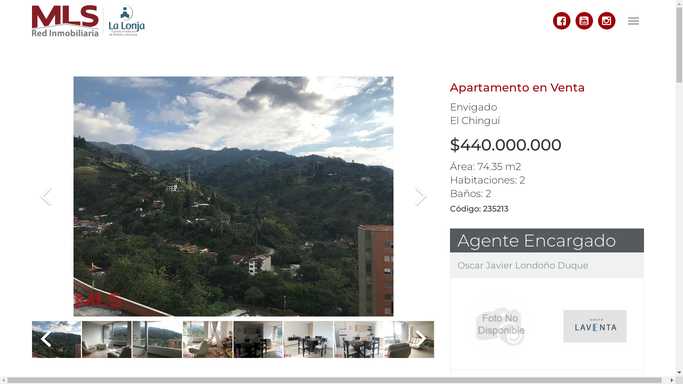 MLS
Red Inmobiliaria
La Lonja
Apartamento en Venta
Envigado
El Chinguí
$440.000.000
Área: 74.35 m2
Habitaciones: 2
Baños: 2
Código: 235213
Agente Encargado
Oscar Javier Londoño Duque
Foto No
Disponible
LAVENTA
MLS